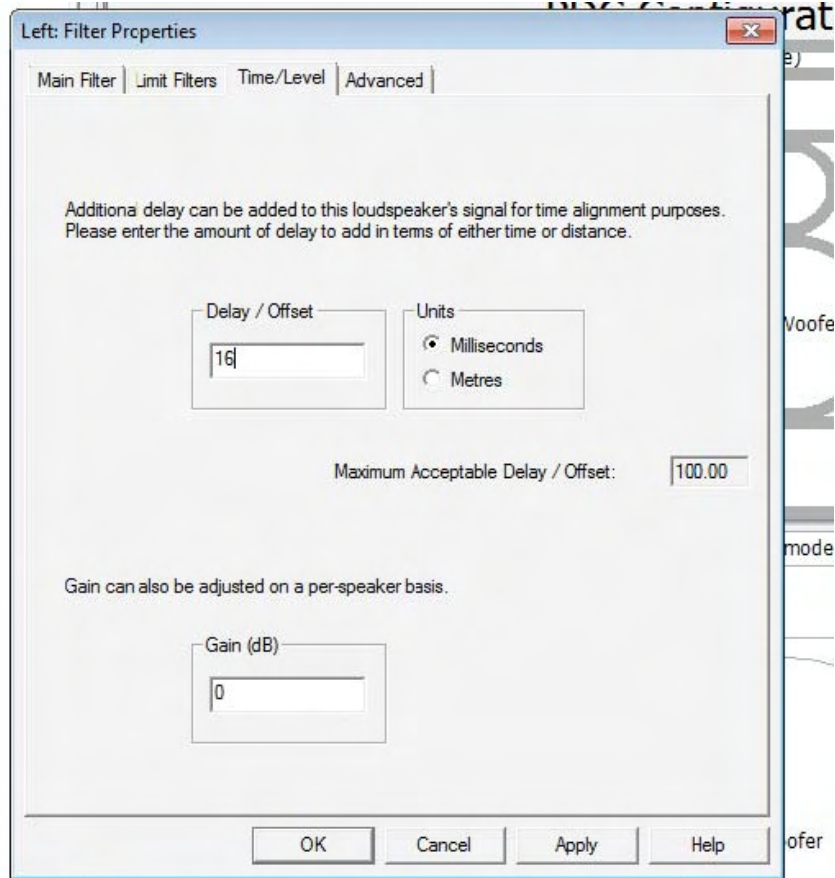 Left: Filter Properties
e)
Main Filter Limit Filters Time/Level Advanced
Additional delay can be added to this loudspeaker's signal for time alignment purposes.
Please enter the amount of delay to add in terms of either time or distance.
Delay / Offset Units
16 Milliseconds
Metres
Woofe
Maximum Acceptable Delay / Offset: 100.00
mode
Gain can also be adjusted on a per-speaker basis.
Gain (dB)
0
OK Cancel Apply Help
ofer